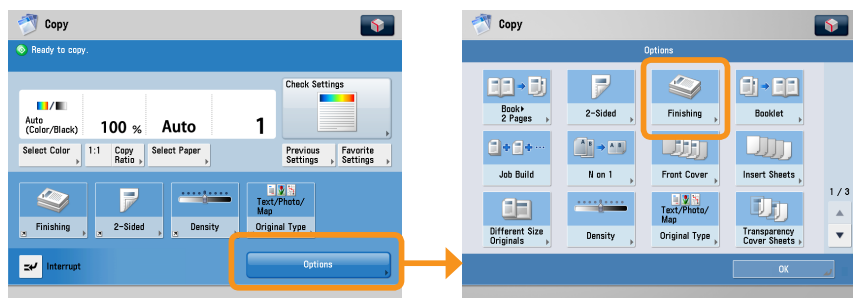 Copy
Ready to copy.
Check Settings
Auto
(Color/Black)
100 %
Auto
1
Select Color
1:1
Copy
Ratio
Select Paper
Previous
Settings
Favorite
Settings
Finishing
2-Sided
Density
Text/Photo/
Map
Original Type
Interrupt
Options
Copy
Options
Book▸
2 Pages
2-Sided
Finishing
Booklet
Job Build
N on 1
Front Cover
Insert Sheets
Different Size
Originals
Density
Text/Photo/
Map
Original Type
Transparency
Cover Sheets
1 / 3
OK